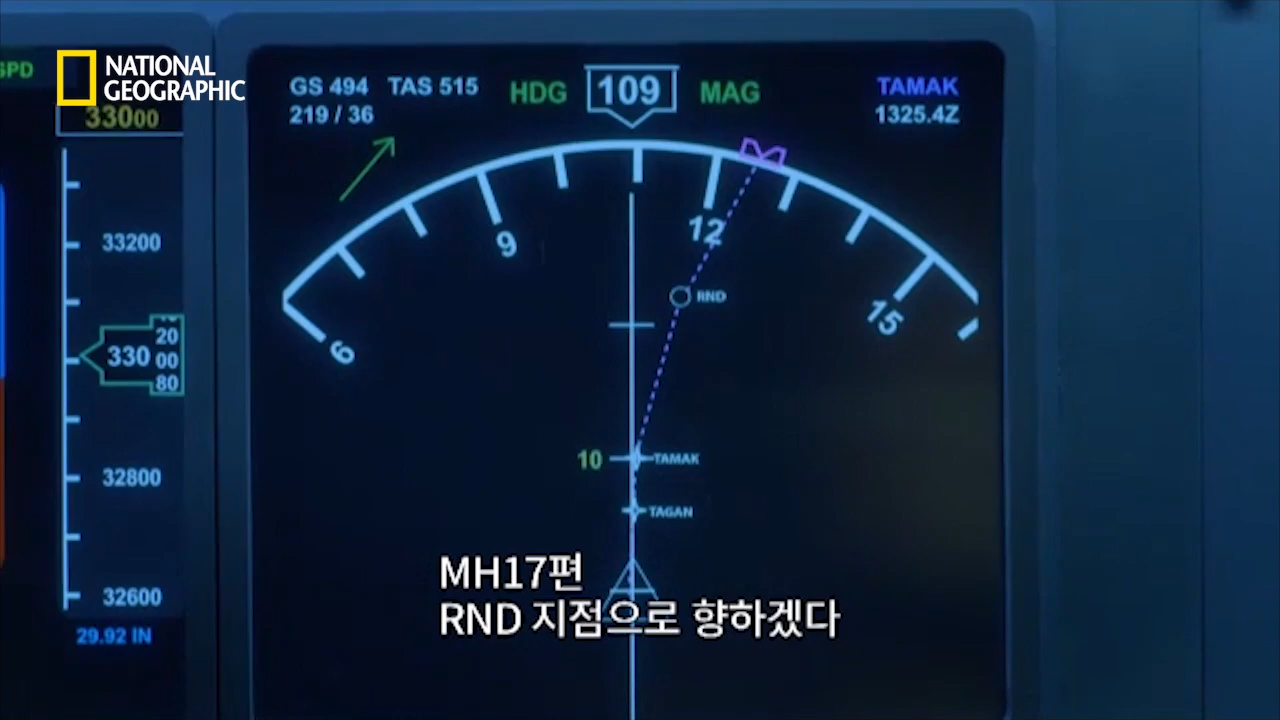 SPD
NATIONAL
GEOGRAPHIC
33000
GS 494 TAS 515
219 / 36
HDG 109 MAG
TAMAK
1325.4Z
33200
9
12
15
6
RND
20
330 00
80
10
TAMAK
TAGAN
32800
32600
29.92 IN
MH17편
RND 지점으로 향하겠다